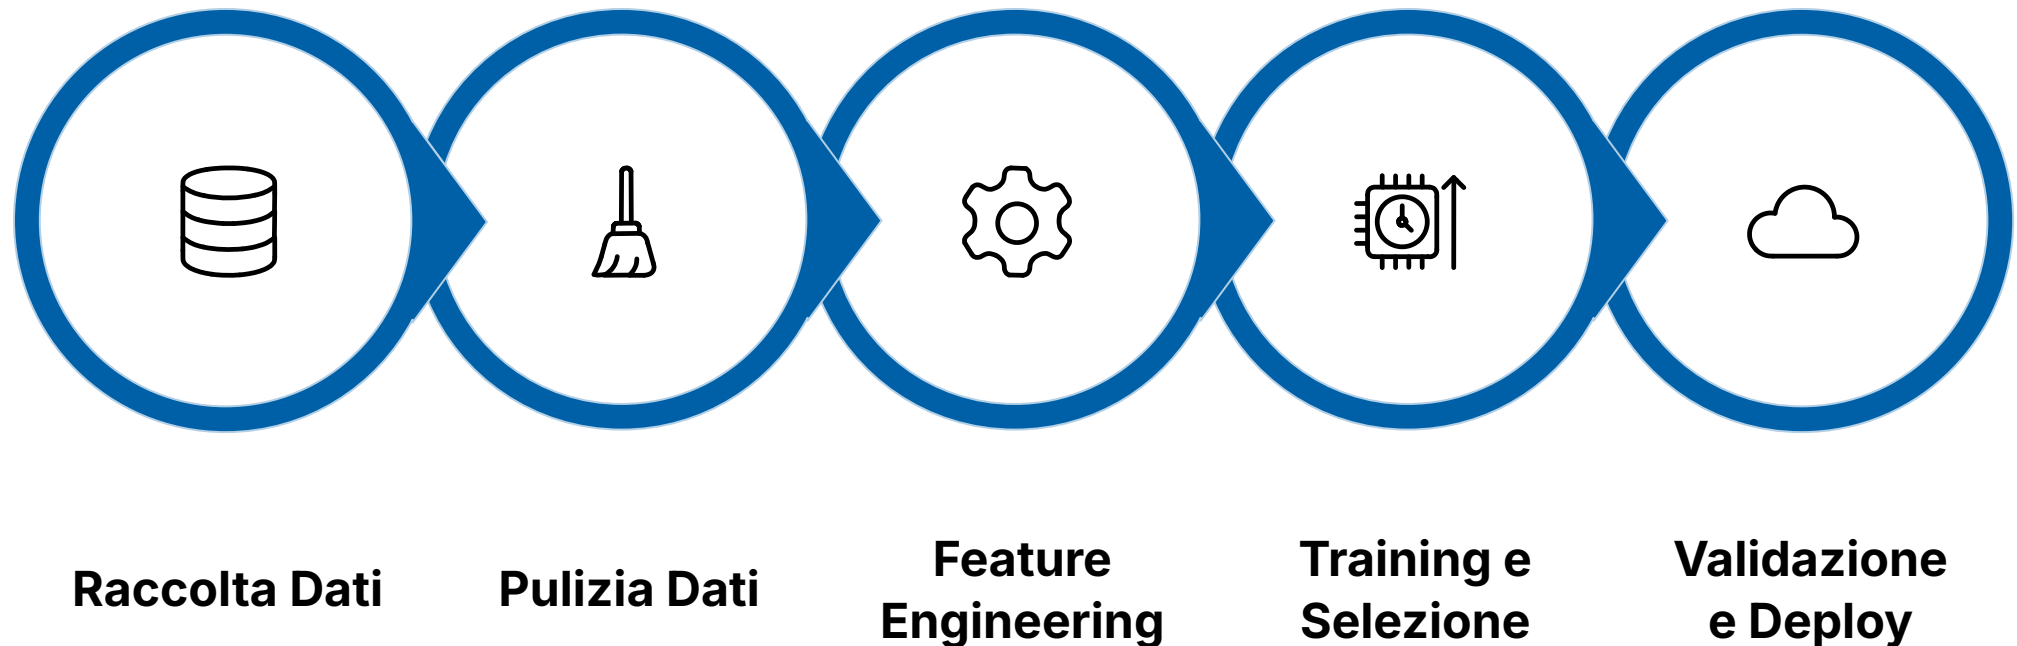 Raccolta Dati
Pulizia Dati
Feature
Engineering
Training e
Selezione
Validazione
e Deploy